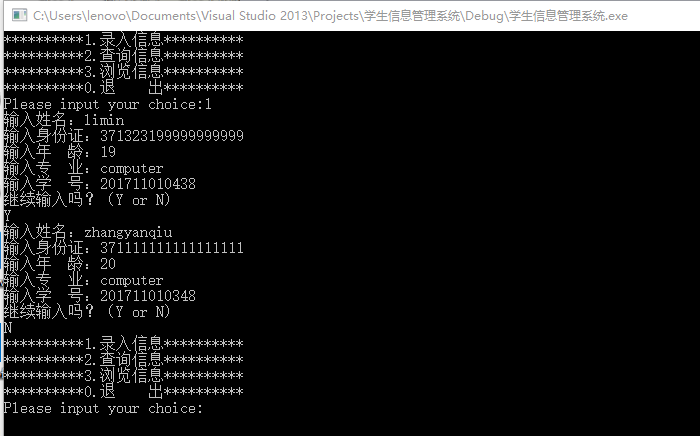 C:\Users\lenovo\Documents\Visual Studio 2013\Projects\学生信息管理系统\Debug\学生信息管理系统.exe
**********1.录入信息**********
**********2.查询信息**********
**********3.浏览信息**********
**********0.退    出**********
Please input your choice:1
输入姓名：limin
输入身份证：371323199999999999
输入年  龄：19
输入专  业：computer
输入学  号：201711010438
继续输入吗？（Y or N）
Y
输入姓名：zhangyanqiu
输入身份证：371111111111111111
输入年  龄：20
输入专  业：computer
输入学  号：201711010348
继续输入吗？（Y or N）
N
**********1.录入信息**********
**********2.查询信息**********
**********3.浏览信息**********
**********0.退    出**********
Please input your choice: